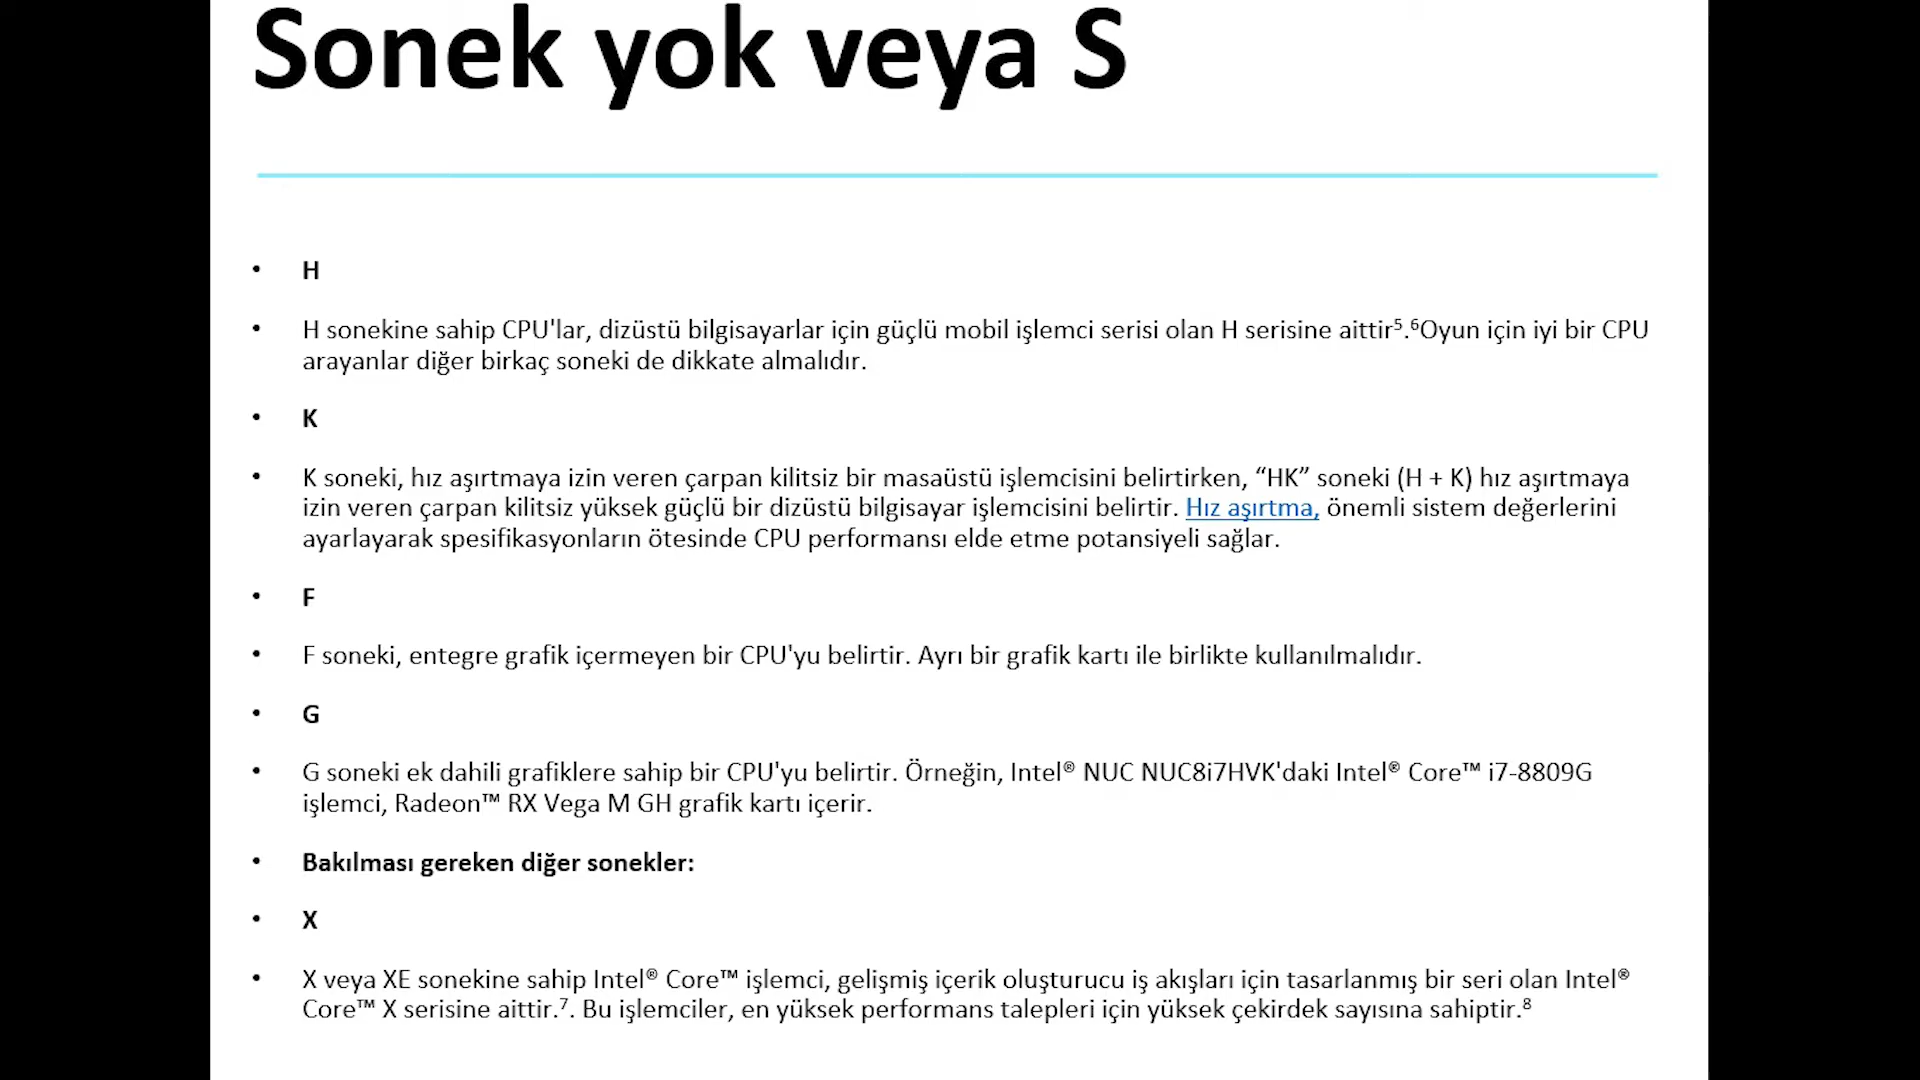 Sonek yok veya S
• H
• H sonekine sahip CPU'lar, dizüstü bilgisayarlar için güçlü mobil işlemci serisi olan H serisine aittir⁵.⁶Oyun için iyi bir CPU
arayanlar diğer birkaç soneki de dikkate almalıdır.
• K
• K soneki, hız aşırtmaya izin veren çarpan kilitsiz bir masaüstü işlemcisini belirtirken, “HK” soneki (H + K) hız aşırtmaya
izin veren çarpan kilitsiz yüksek güçlü bir dizüstü bilgisayar işlemcisini belirtir. Hız aşırtma, önemli sistem değerlerini
ayarlayarak spesifikasyonların ötesinde CPU performansı elde etme potansiyeli sağlar.
• F
• F soneki, entegre grafik içermeyen bir CPU'yu belirtir. Ayrı bir grafik kartı ile birlikte kullanılmalıdır.
• G
• G soneki ek dahili grafiklere sahip bir CPU'yu belirtir. Örneğin, Intel® NUC NUC8i7HVK'daki Intel® Core™ i7-8809G
işlemci, Radeon™ RX Vega M GH grafik kartı içerir.
• Bakılması gereken diğer sonekler:
• X
• X veya XE sonekine sahip Intel® Core™ işlemci, gelişmiş içerik oluşturucu iş akışları için tasarlanmış bir seri olan Intel®
Core™ X serisine aittir.⁷. Bu işlemciler, en yüksek performans talepleri için yüksek çekirdek sayısına sahiptir.⁸